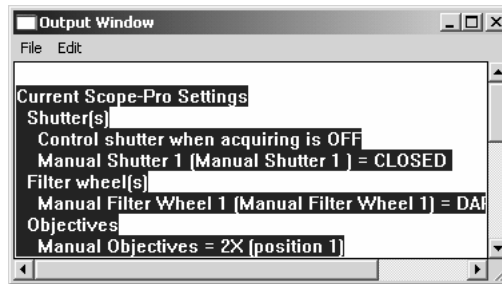 Output Window
File Edit
Current Scope-Pro Settings
Shutter(s)
Control shutter when acquiring is OFF
Manual Shutter 1 (Manual Shutter 1 ) = CLOSED
Filter wheel(s)
Manual Filter Wheel 1 (Manual Filter Wheel 1) =
Objectives
Manual Objectives = 2X (position 1)